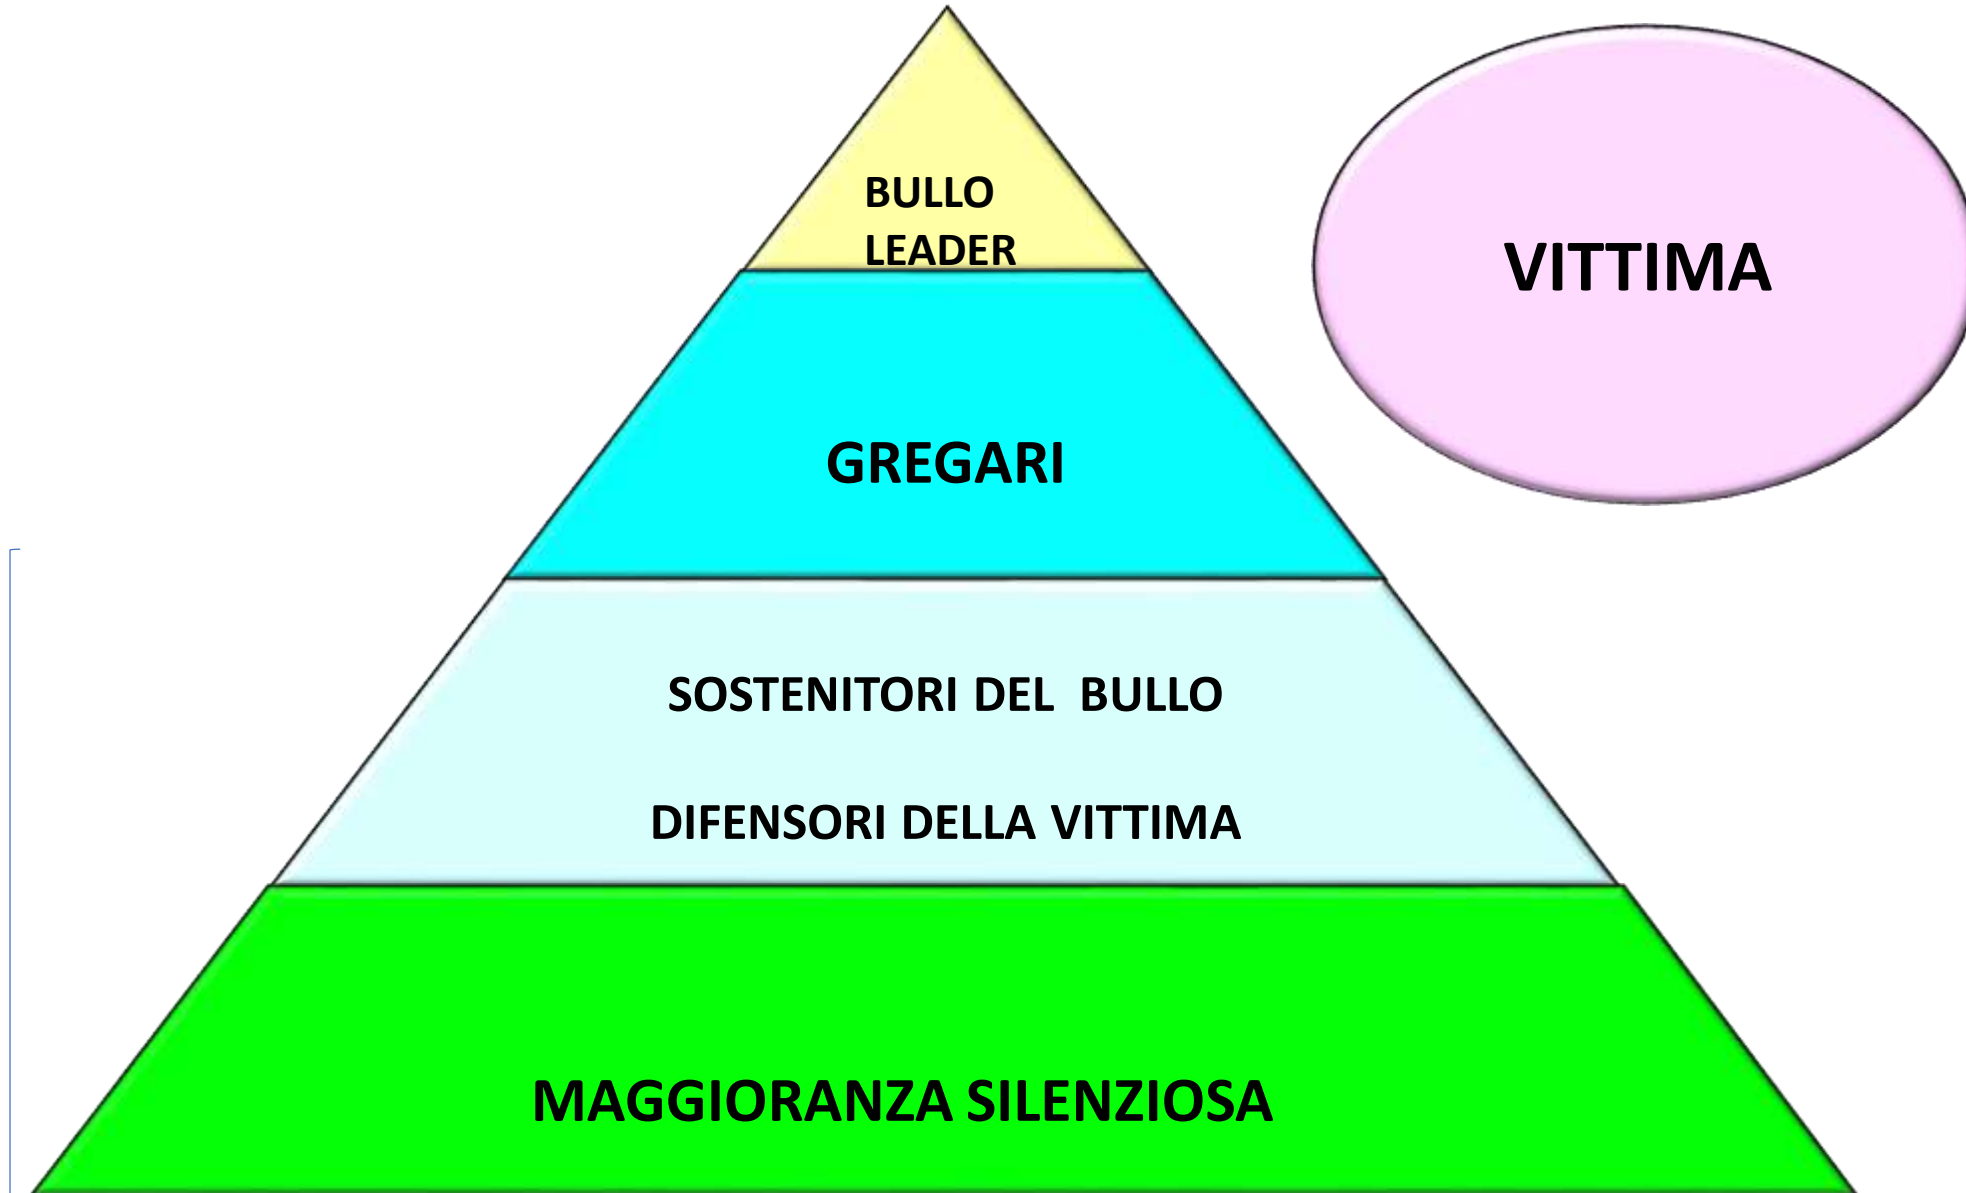 BULLO
LEADER
VITTIMA
GREGARI
SOSTENITORI DEL BULLO
DIFENSORI DELLA VITTIMA
MAGGIORANZA SILENZIOSA